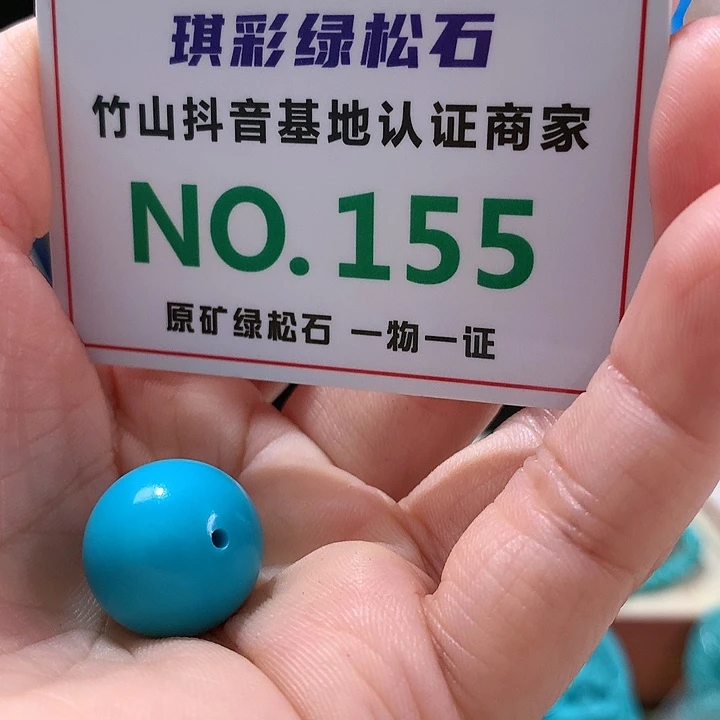 琪彩绿松石
竹山抖音基地认证商家
NO.155
原矿绿松石 一物一证